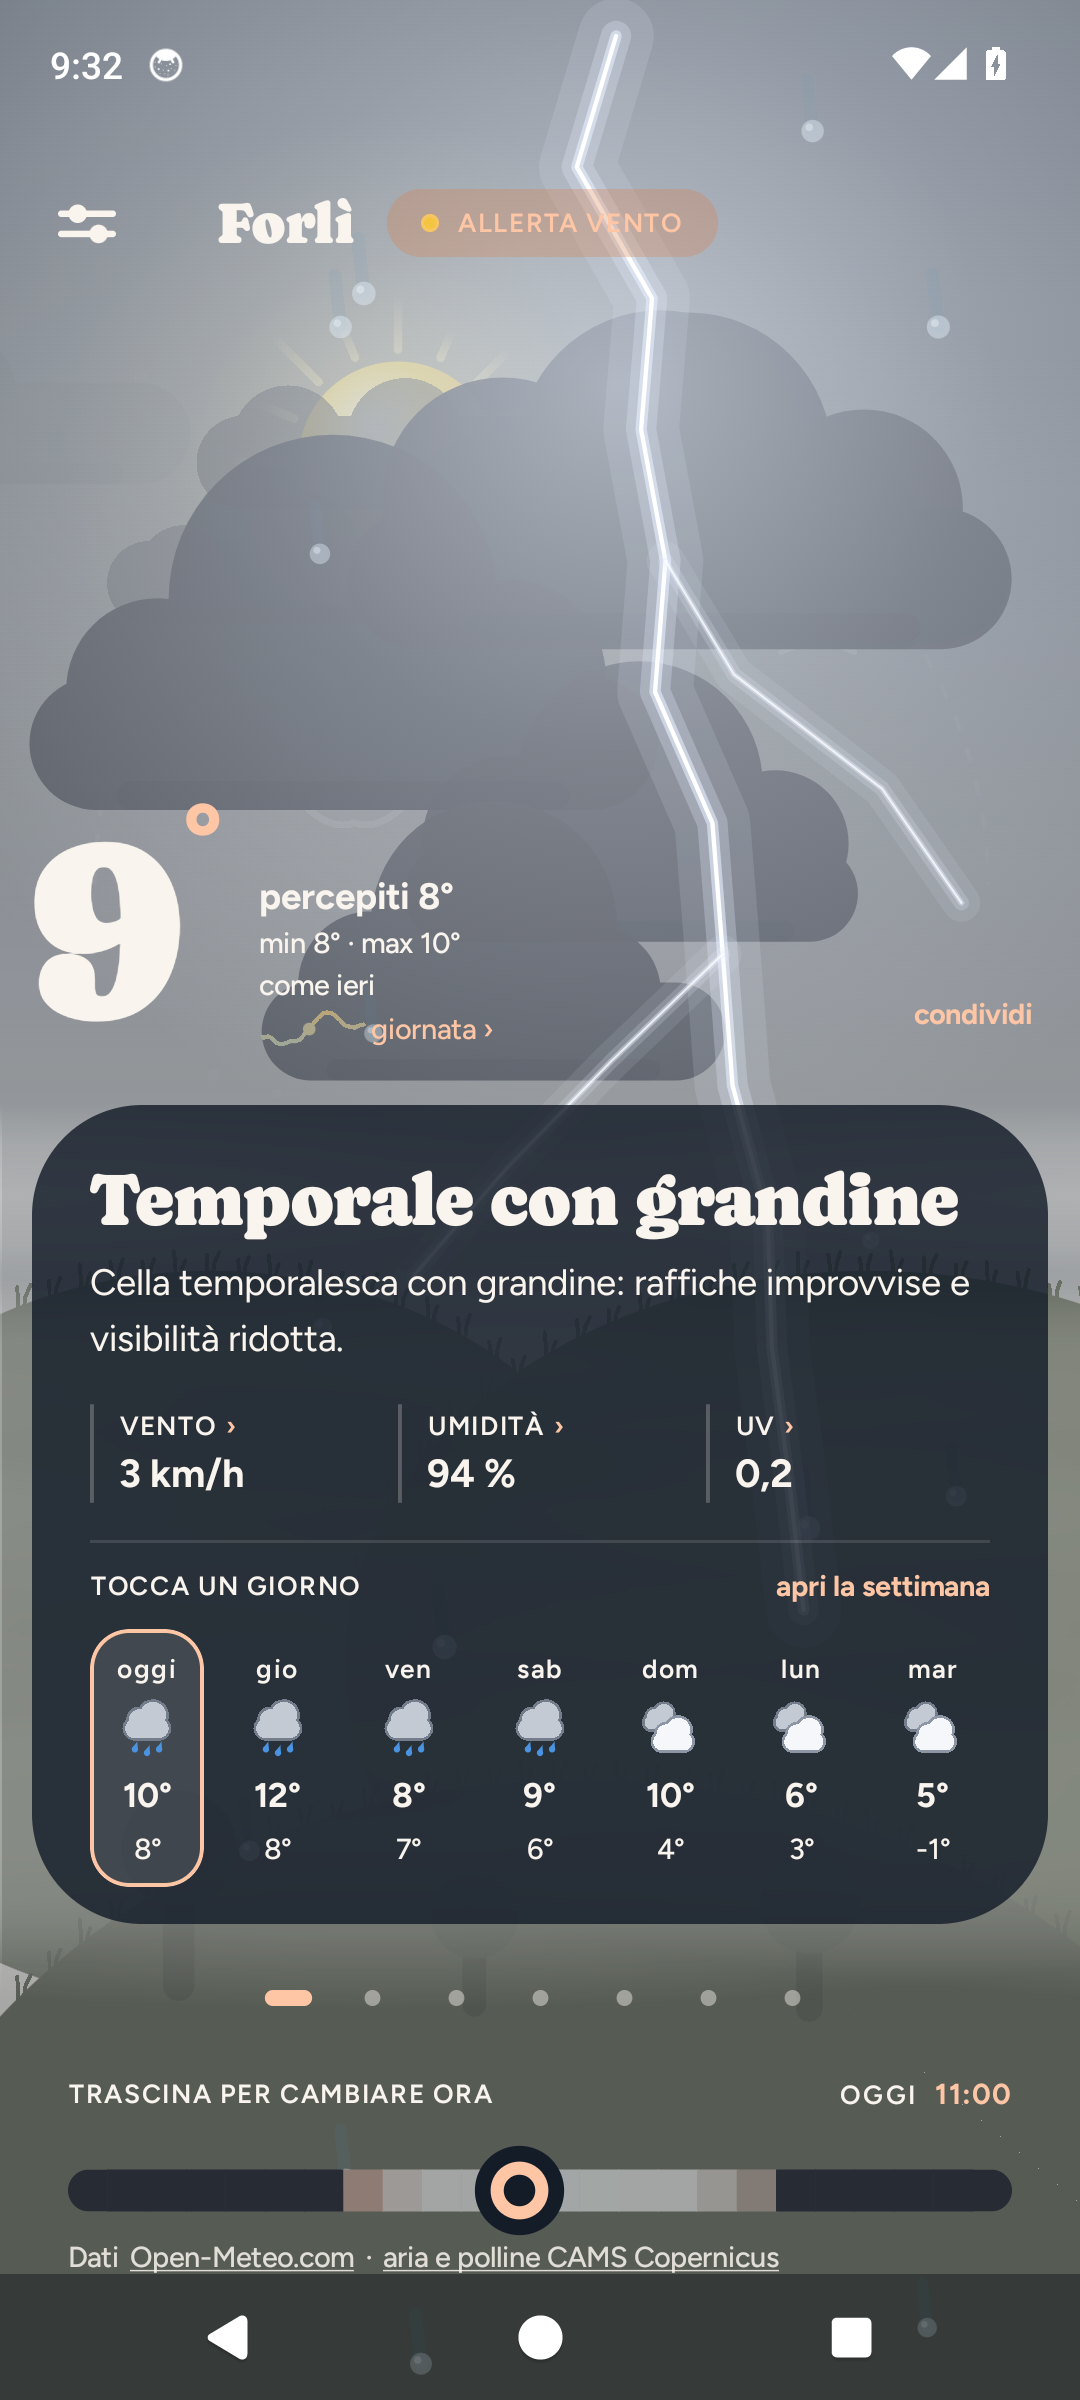 9:32
Forlì
ALLERTA VENTO
9°
percepiti 8°
min 8° · max 10°
come ieri
giornata ›
condividi
Temporale con grandine
Cella temporalesca con grandine: raffiche improvvise e
visibilità ridotta.
VENTO › UMIDITÀ › UV ›
3 km/h 94 % 0,2
TOCCA UN GIORNO apri la settimana
oggi gio ven sab dom lun mar
10° 12° 8° 9° 10° 6° 5°
8° 8° 7° 6° 4° 3° -1°
TRASCINA PER CAMBIARE ORA OGGI 11:00
Dati Open-Meteo.com · aria e polline CAMS Copernicus